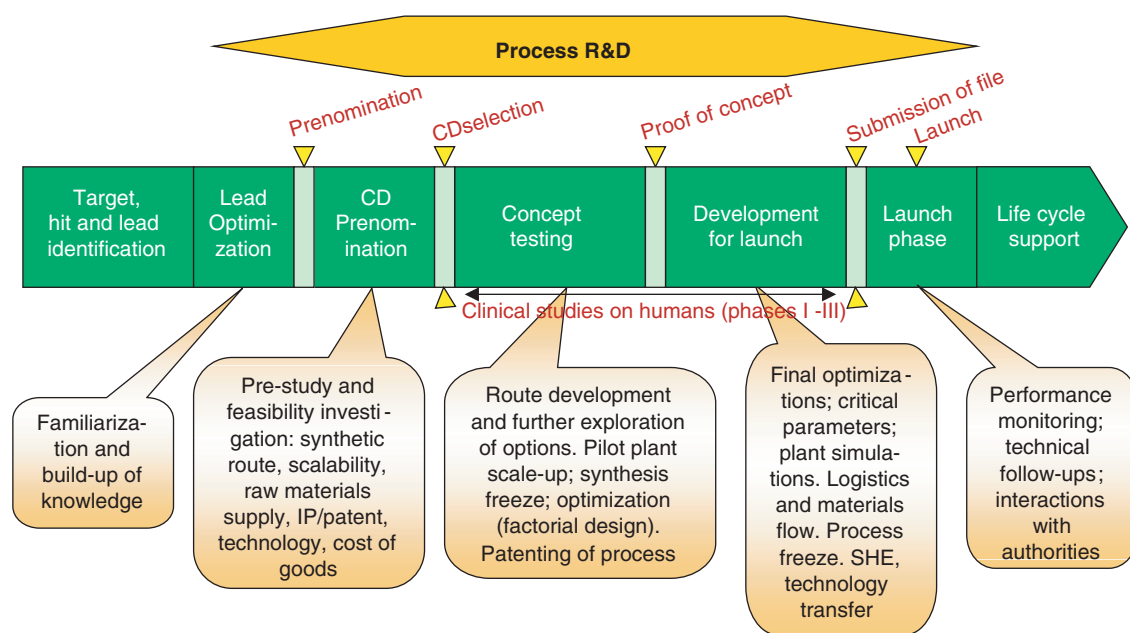 Process R&D
Prenomination
CDselection
Proof of concept
Submission of file
Launch
Target,
hit and lead
identification
Lead
Optimi-
zation
CD
Prenom-
ination
Concept
testing
Development
for launch
Launch
phase
Life cycle
support
Clinical studies on humans (phases I -III)
Familiariza-
tion and
build-up of
knowledge
Pre-study and
feasibility investi-
gation: synthetic
route, scalability,
raw materials
supply, IP/patent,
technology, cost of
goods
Route development
and further exploration
of options. Pilot plant
scale-up; synthesis
freeze; optimization
(factorial design).
Patenting of process
Final optimiza-
tions; critical
parameters;
plant simula-
tions. Logistics
and materials
flow. Process
freeze. SHE,
technology
transfer
Performance
monitoring;
technical
follow-ups;
interactions
with
authorities